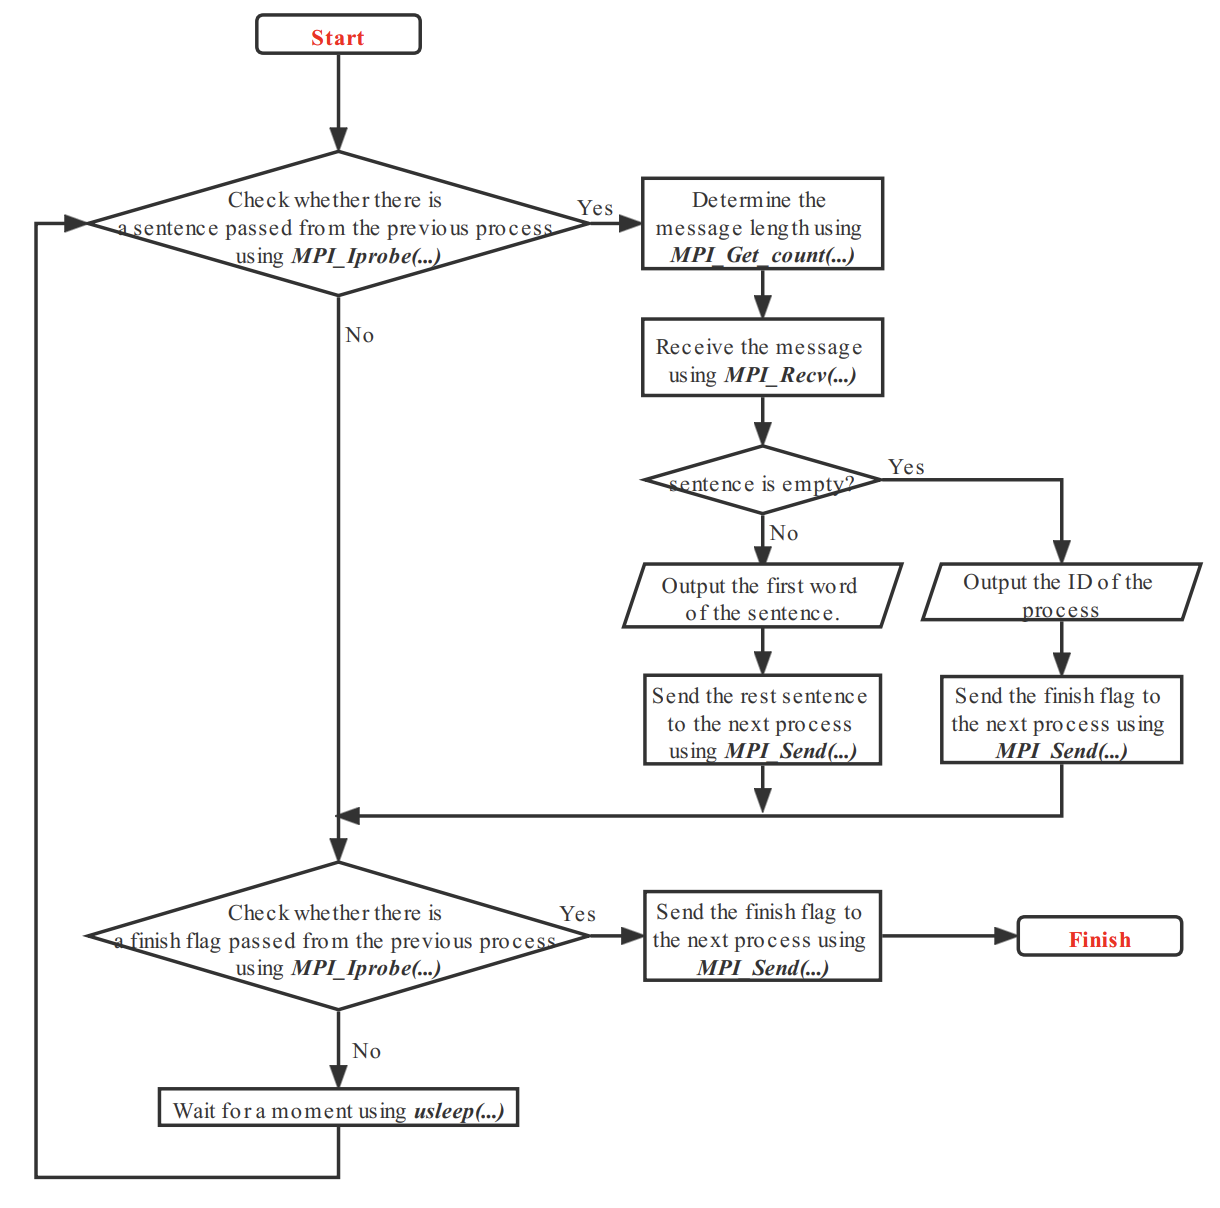 Start
Check whether there is
a sentence passed from the previous process
using MPI_Iprobe(...)
Yes
Determine the
message length using
MPI_Get_count(...)
No
Receive the message
using MPI_Recv(...)
sentence is empty?
Yes
No
Output the first word
of the sentence.
Output the ID of the
process
Send the rest sentence
to the next process
using MPI_Send(...)
Send the finish flag to
the next process using
MPI_Send(...)
Check whether there is
a finish flag passed from the previous process
using MPI_Iprobe(...)
Yes
Send the finish flag to
the next process using
MPI_Send(...)
Finish
No
Wait for a moment using usleep(...)